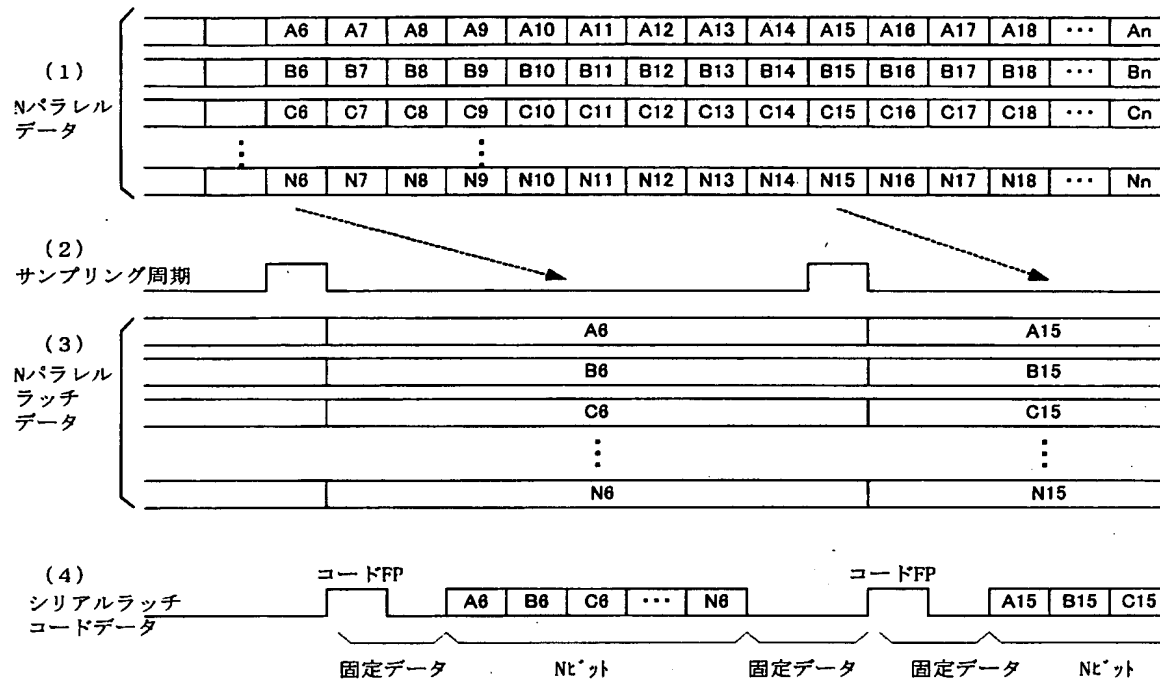 A6 A7 A8 A9 A10 A11 A12 A13 A14 A15 A16 A17 A18 ··· An
(1)
Nパラレル
データ
B6 B7 B8 B9 B10 B11 B12 B13 B14 B15 B16 B17 B18 ··· Bn
C6 C7 C8 C9 C10 C11 C12 C13 C14 C15 C16 C17 C18 ··· Cn
N6 N7 N8 N9 N10 N11 N12 N13 N14 N15 N16 N17 N18 ··· Nn
(2)
サンプリング周期
(3)
Nパラレル
ラッチ
データ
A6 A15
B6 B15
C6 C15
N6 N15
(4)
シリアルラッチ
コードデータ
コードFP コードFP
A6 B6 C6 ··· N6 A15 B15 C15
固定データ Nビット 固定データ 固定データ Nビット